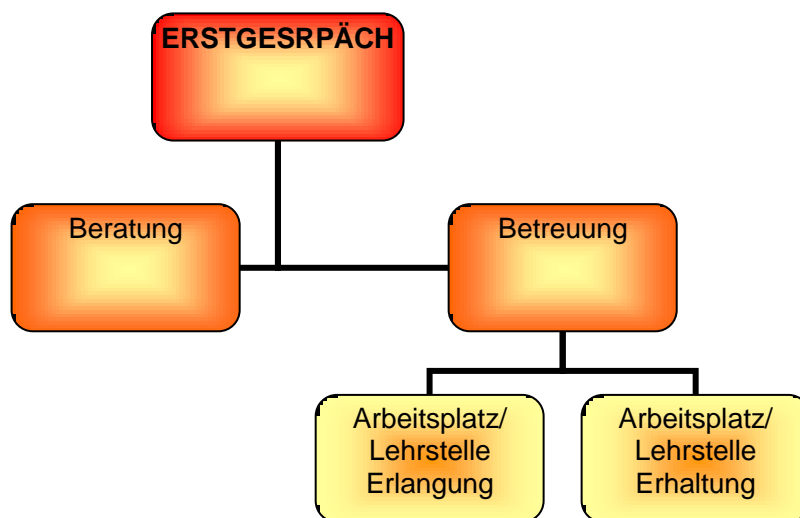 ERSTGESRPÄCH
Beratung
Betreuung
Arbeitsplatz/
Lehrstelle
Erlangung
Arbeitsplatz/
Lehrstelle
Erhaltung